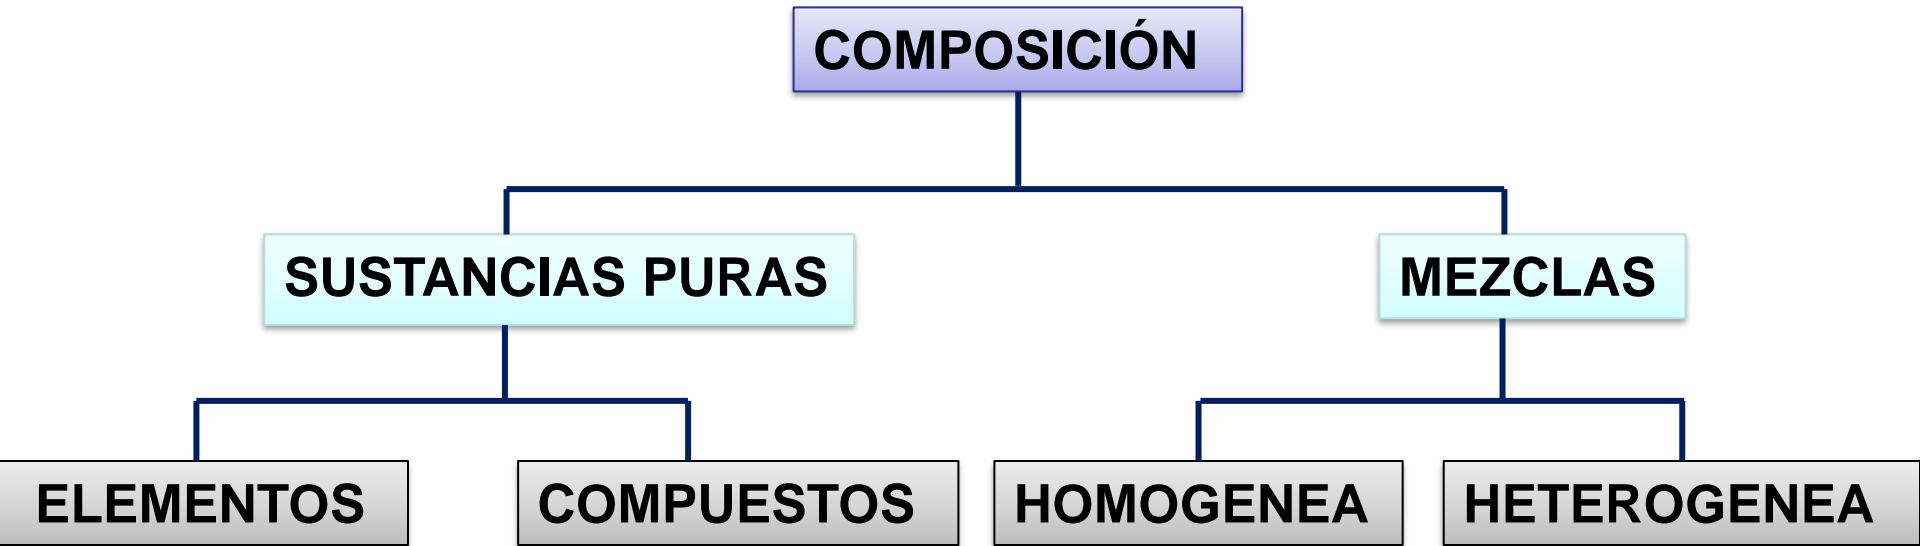 COMPOSICIÓN
SUSTANCIAS PURAS
MEZCLAS
ELEMENTOS
COMPUESTOS
HOMOGENEA
HETEROGENEA